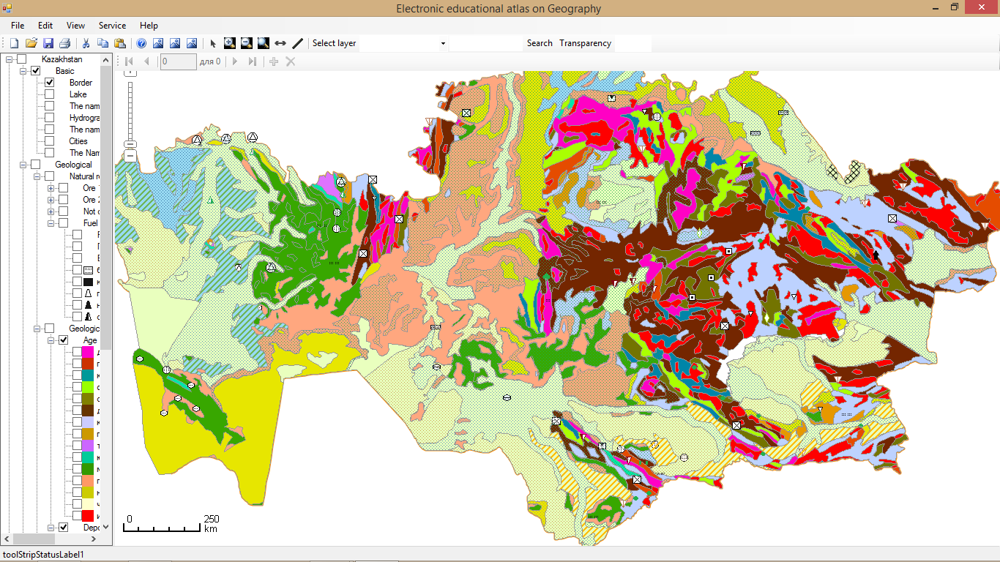 Electronic educational atlas on Geography
File Edit View Service Help
Select layer Search Transparency
0 для 0
Kazakhstan
Basic
Border
Lake
The nam
Hydrogra
The nam
Cities
The Nam
Geological
Natural re
Ore
Ore 2
Not c
Fuel
Geologic
Age
Depo
0 250
km
toolStripStatusLabel1